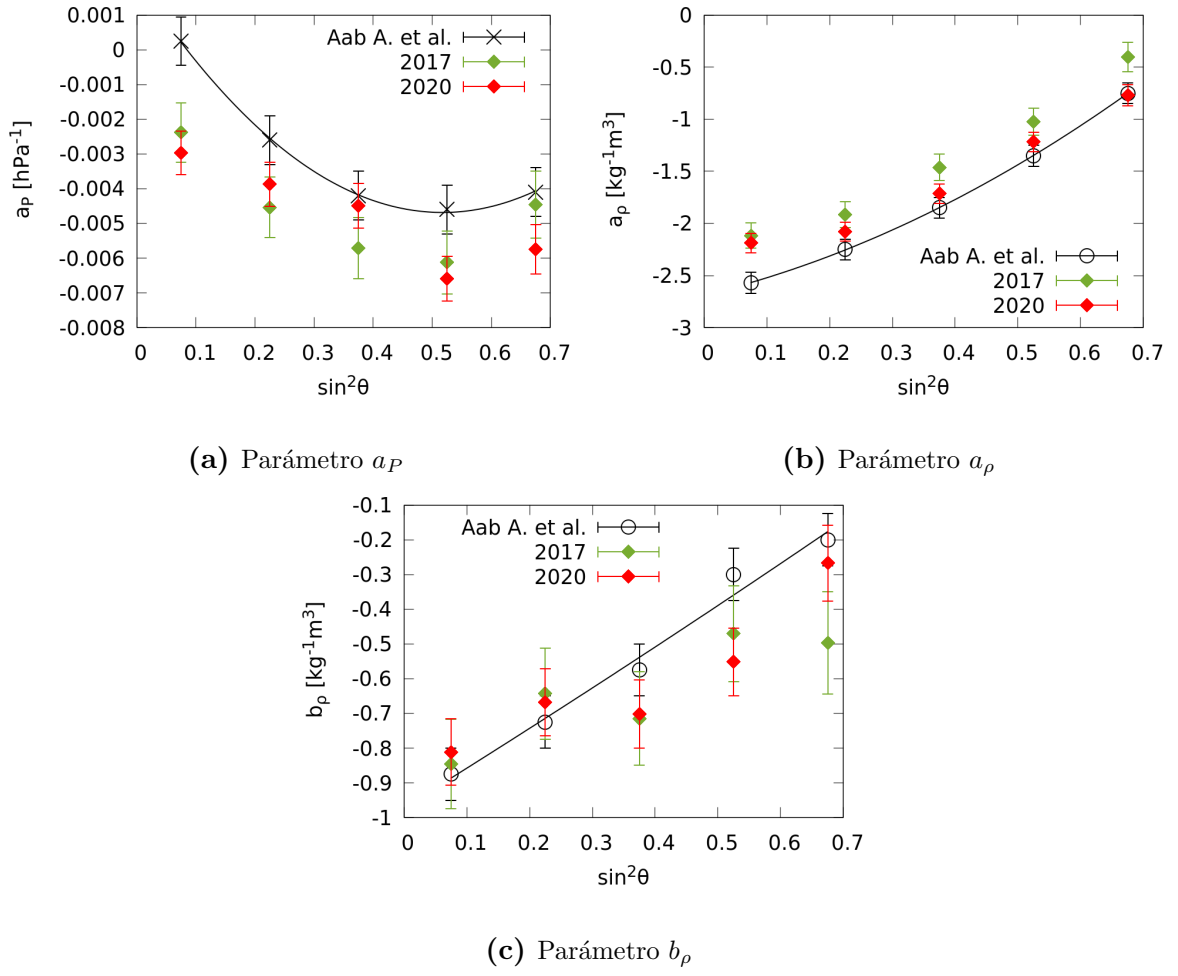 0.001
0
-0.001
-0.002
-0.003
-0.004
-0.005
-0.006
-0.007
-0.008
aP [hPa-1]
Aab A. et al.
2017
2020
0 0.1 0.2 0.3 0.4 0.5 0.6 0.7
sin²θ
(a) Parámetro aP
0
-0.5
-1
-1.5
-2
-2.5
-3
aρ [kg-1m3]
Aab A. et al.
2017
2020
0 0.1 0.2 0.3 0.4 0.5 0.6 0.7
sin²θ
(b) Parámetro aρ
-0.1
-0.2
-0.3
-0.4
-0.5
-0.6
-0.7
-0.8
-0.9
-1
bρ [kg-1m3]
Aab A. et al.
2017
2020
0 0.1 0.2 0.3 0.4 0.5 0.6 0.7
sin²θ
(c) Parámetro bρ